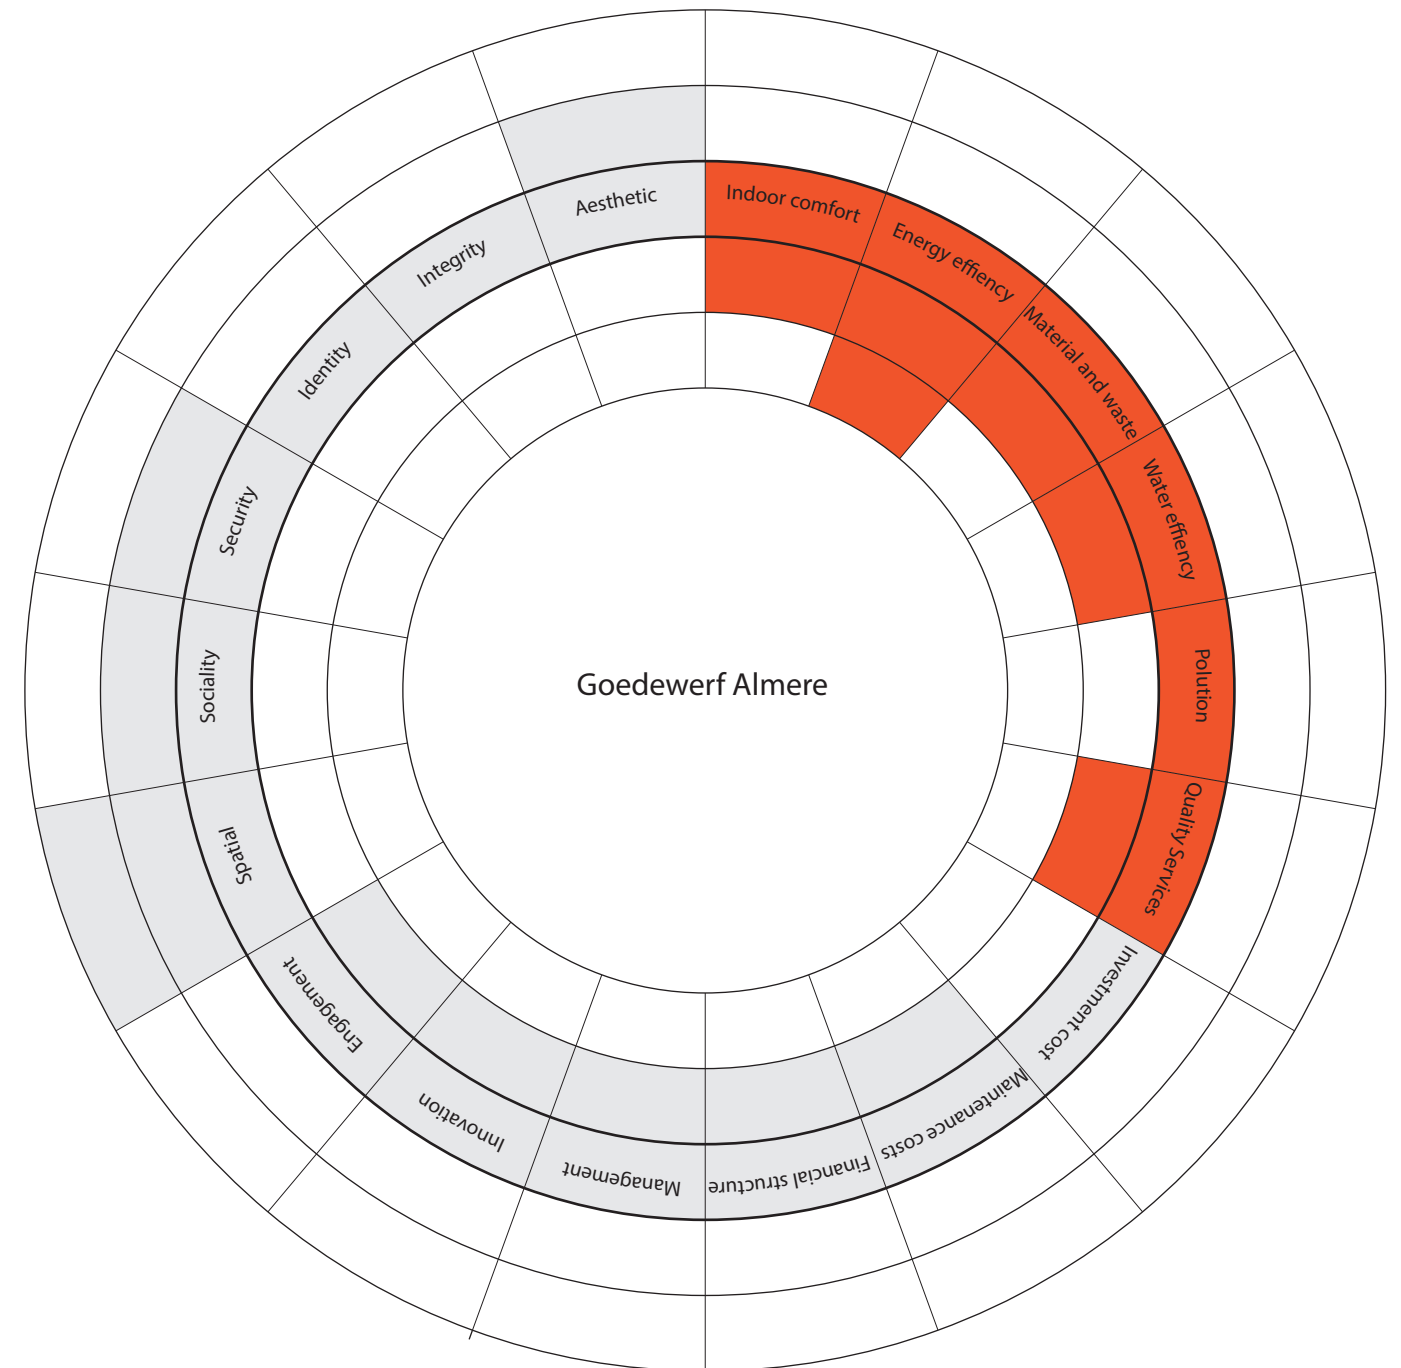 Indoor comfort
Energy effiency
Material and waste
Water effiency
Polution
Quality Services
Investment cost
Maintenance costs
Financial structure
Management
Innovation
Engagement
Spatial
Sociality
Security
Identity
Integrity
Aesthetic
Goedewerf Almere